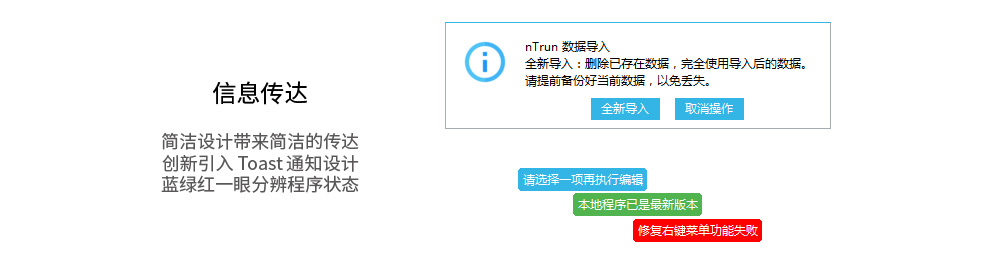 信息传达
简洁设计带来简洁的传达
创新引入 Toast 通知设计
蓝绿红一眼分辨程序状态
nTrun 数据导入
全新导入：删除已存在数据，完全使用导入后的数据。
请提前备份好当前数据，以免丢失。
全新导入 取消操作
请选择一项再执行编辑
本地程序已是最新版本
修复右键菜单功能失败